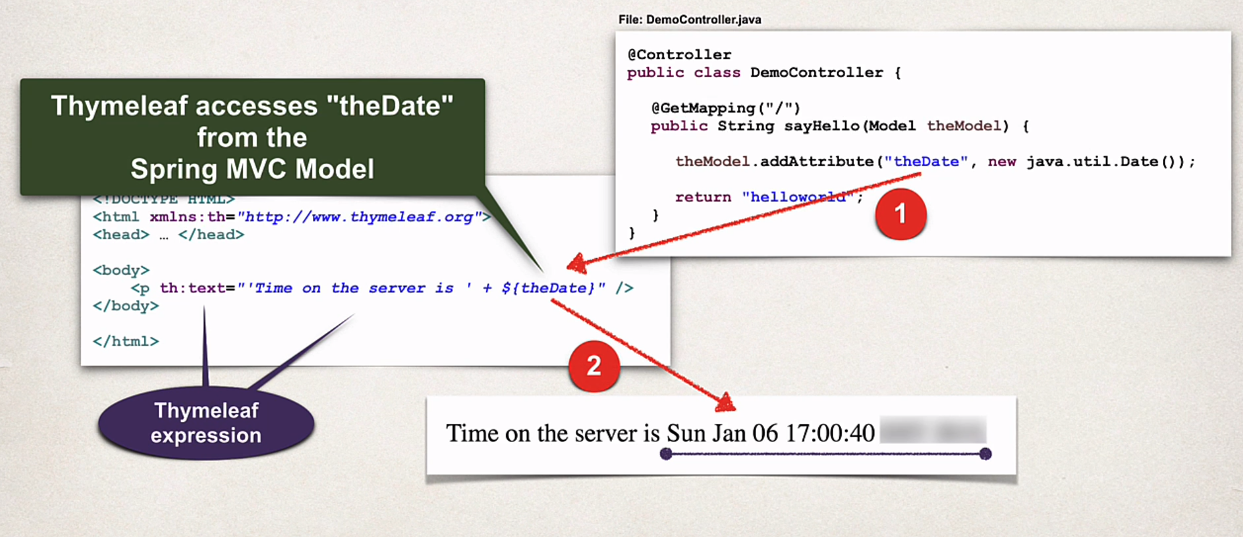 File: DemoController.java
@Controller
public class DemoController {
@GetMapping("/")
public String sayHello(Model theModel) {
theModel.addAttribute("theDate", new java.util.Date());
return "helloworld";
}
}
1
Thymeleaf accesses "theDate"
from the
Spring MVC Model
<!DOCTYPE HTML>
<html xmlns:th="http://www.thymeleaf.org">
<head> … </head>
<body>
<p th:text="'Time on the server is ' + ${theDate}" />
</body>
</html>
2
Thymeleaf
expression
Time on the server is Sun Jan 06 17:00:40